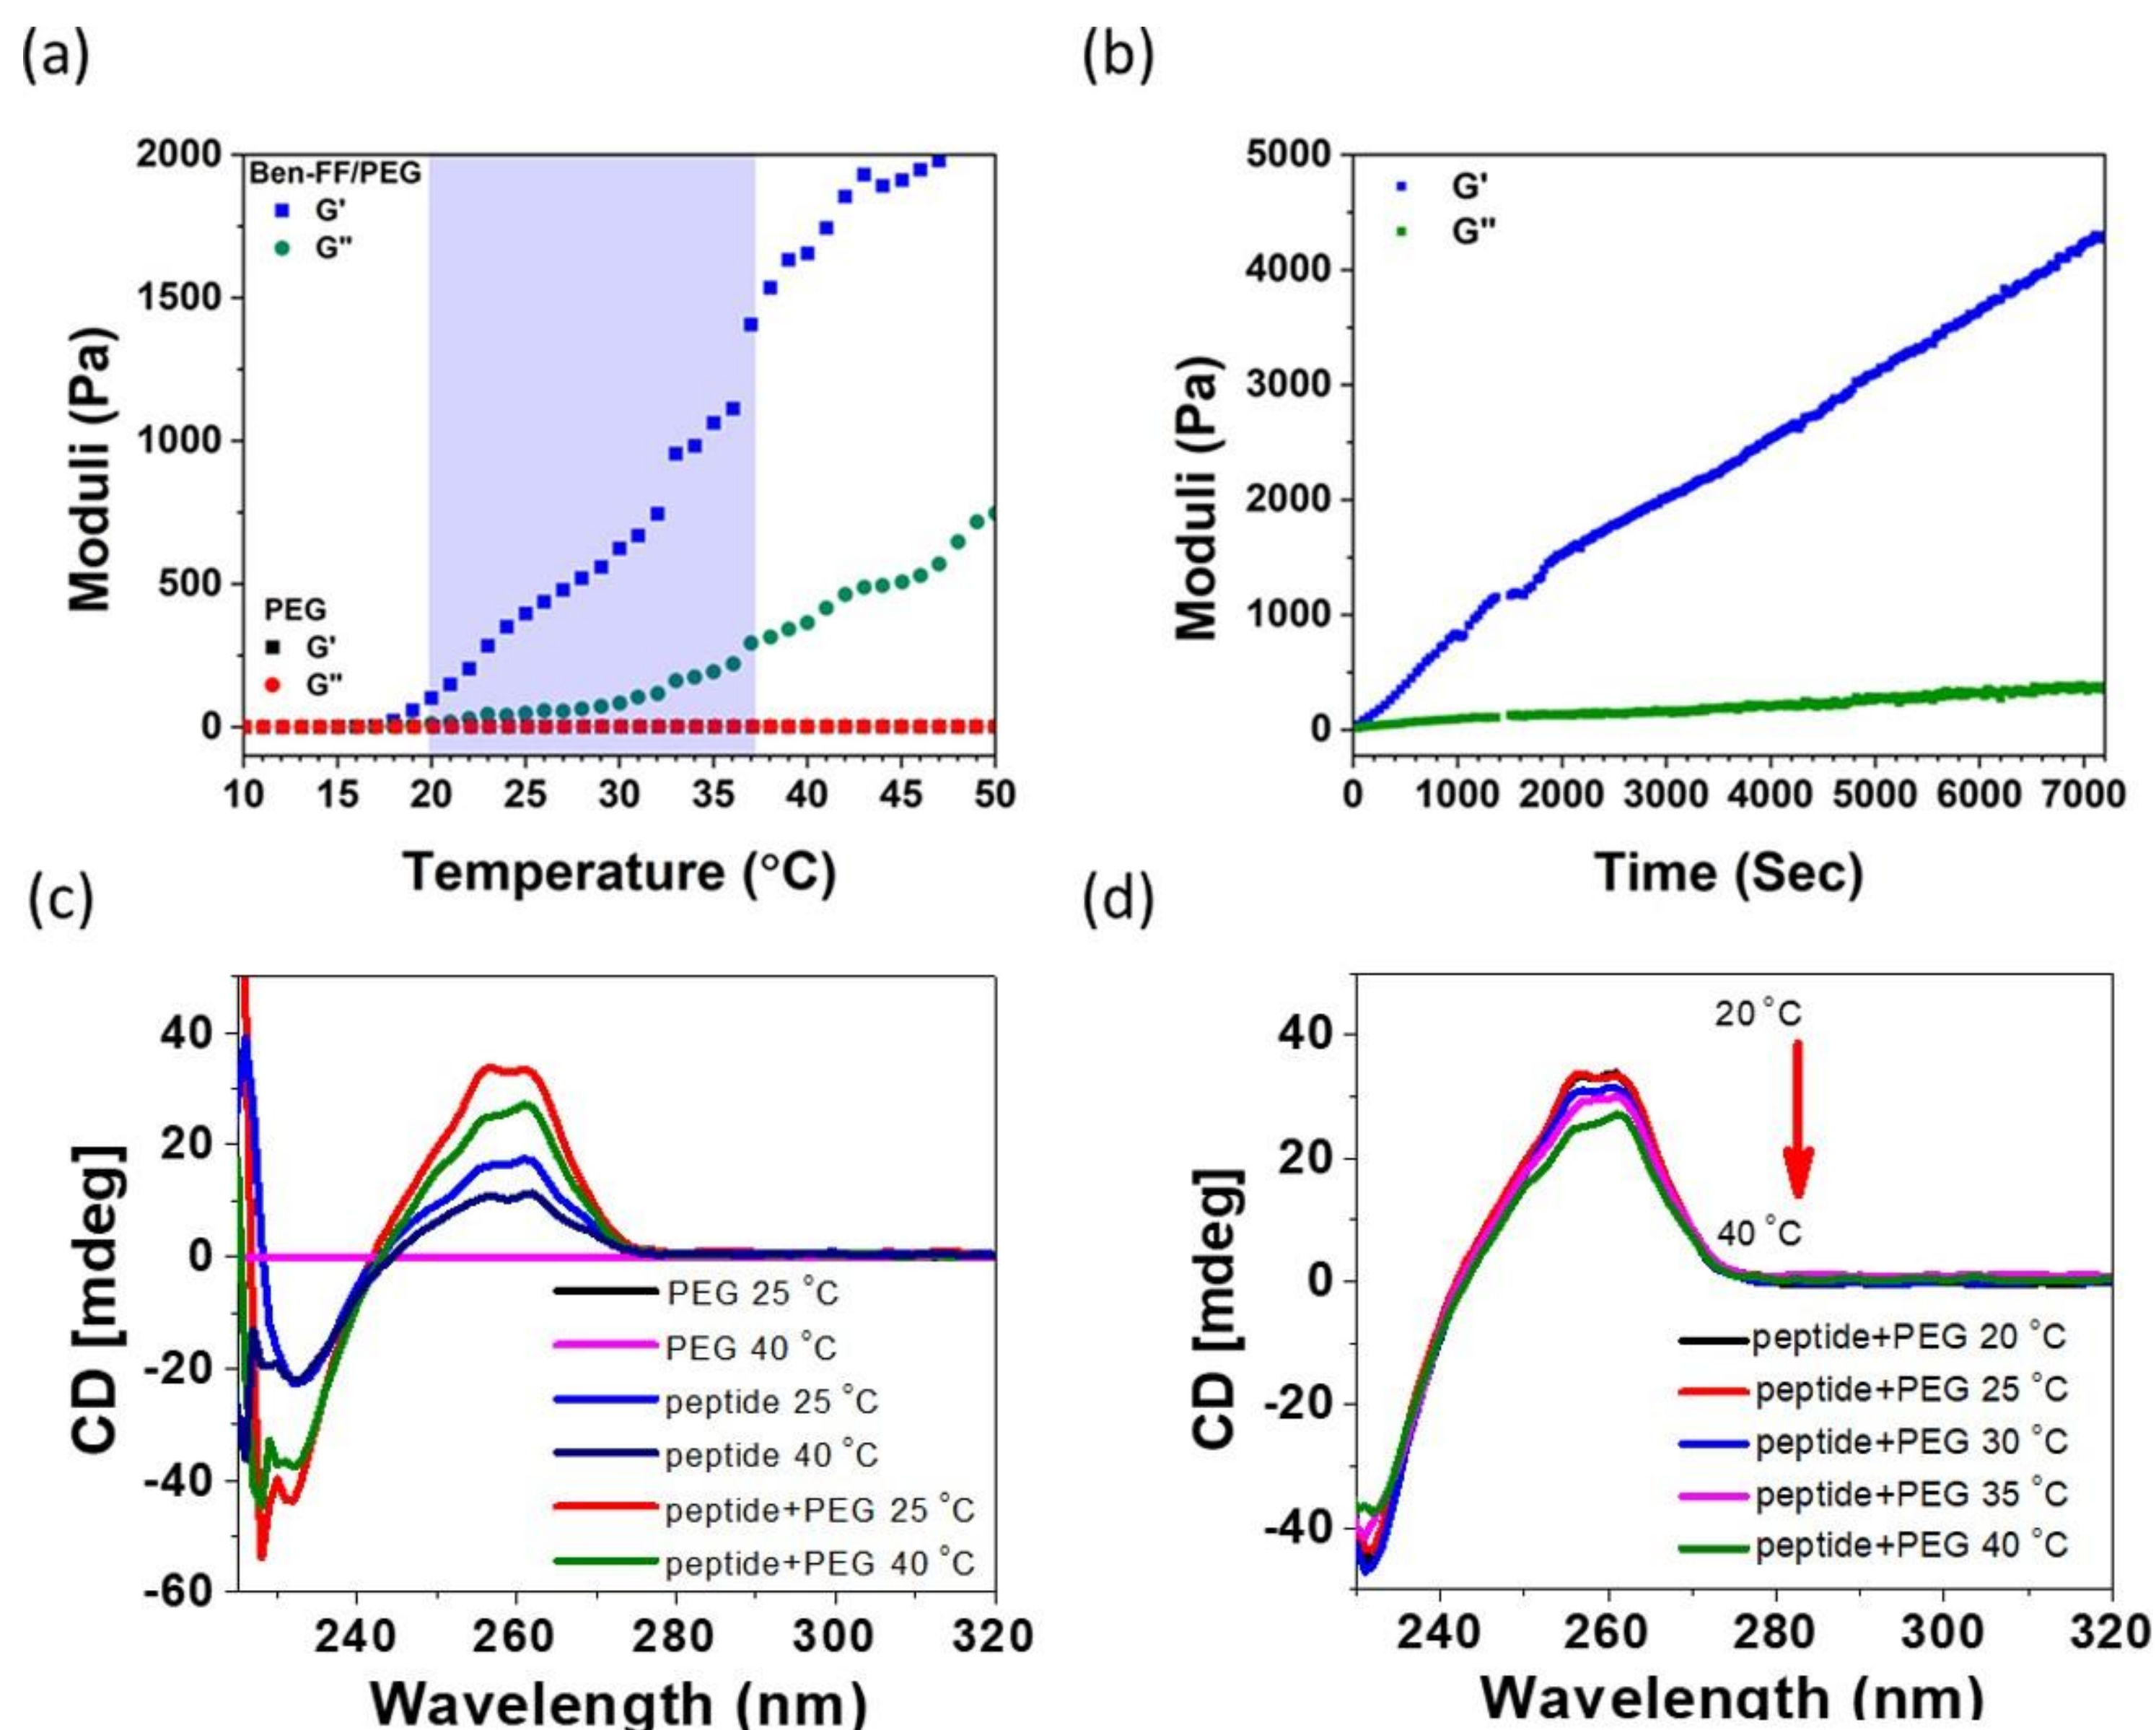 (a)
2000
1500
1000
500
0
Moduli (Pa)
Ben-FF/PEG
G'
G"
PEG
G'
G"
10 15 20 25 30 35 40 45 50
Temperature (°C)
(b)
5000
4000
3000
2000
1000
0
Moduli (Pa)
G'
G"
0 1000 2000 3000 4000 5000 6000 7000
Time (Sec)
(c)
40
20
0
-20
-40
-60
CD [mdeg]
PEG 25 °C
PEG 40 °C
peptide 25 °C
peptide 40 °C
peptide+PEG 25 °C
peptide+PEG 40 °C
240 260 280 300 320
Wavelength (nm)
(d)
40
20
0
-20
-40
CD [mdeg]
20 °C
40 °C
peptide+PEG 20 °C
peptide+PEG 25 °C
peptide+PEG 30 °C
peptide+PEG 35 °C
peptide+PEG 40 °C
240 260 280 300 320
Wavelength (nm)